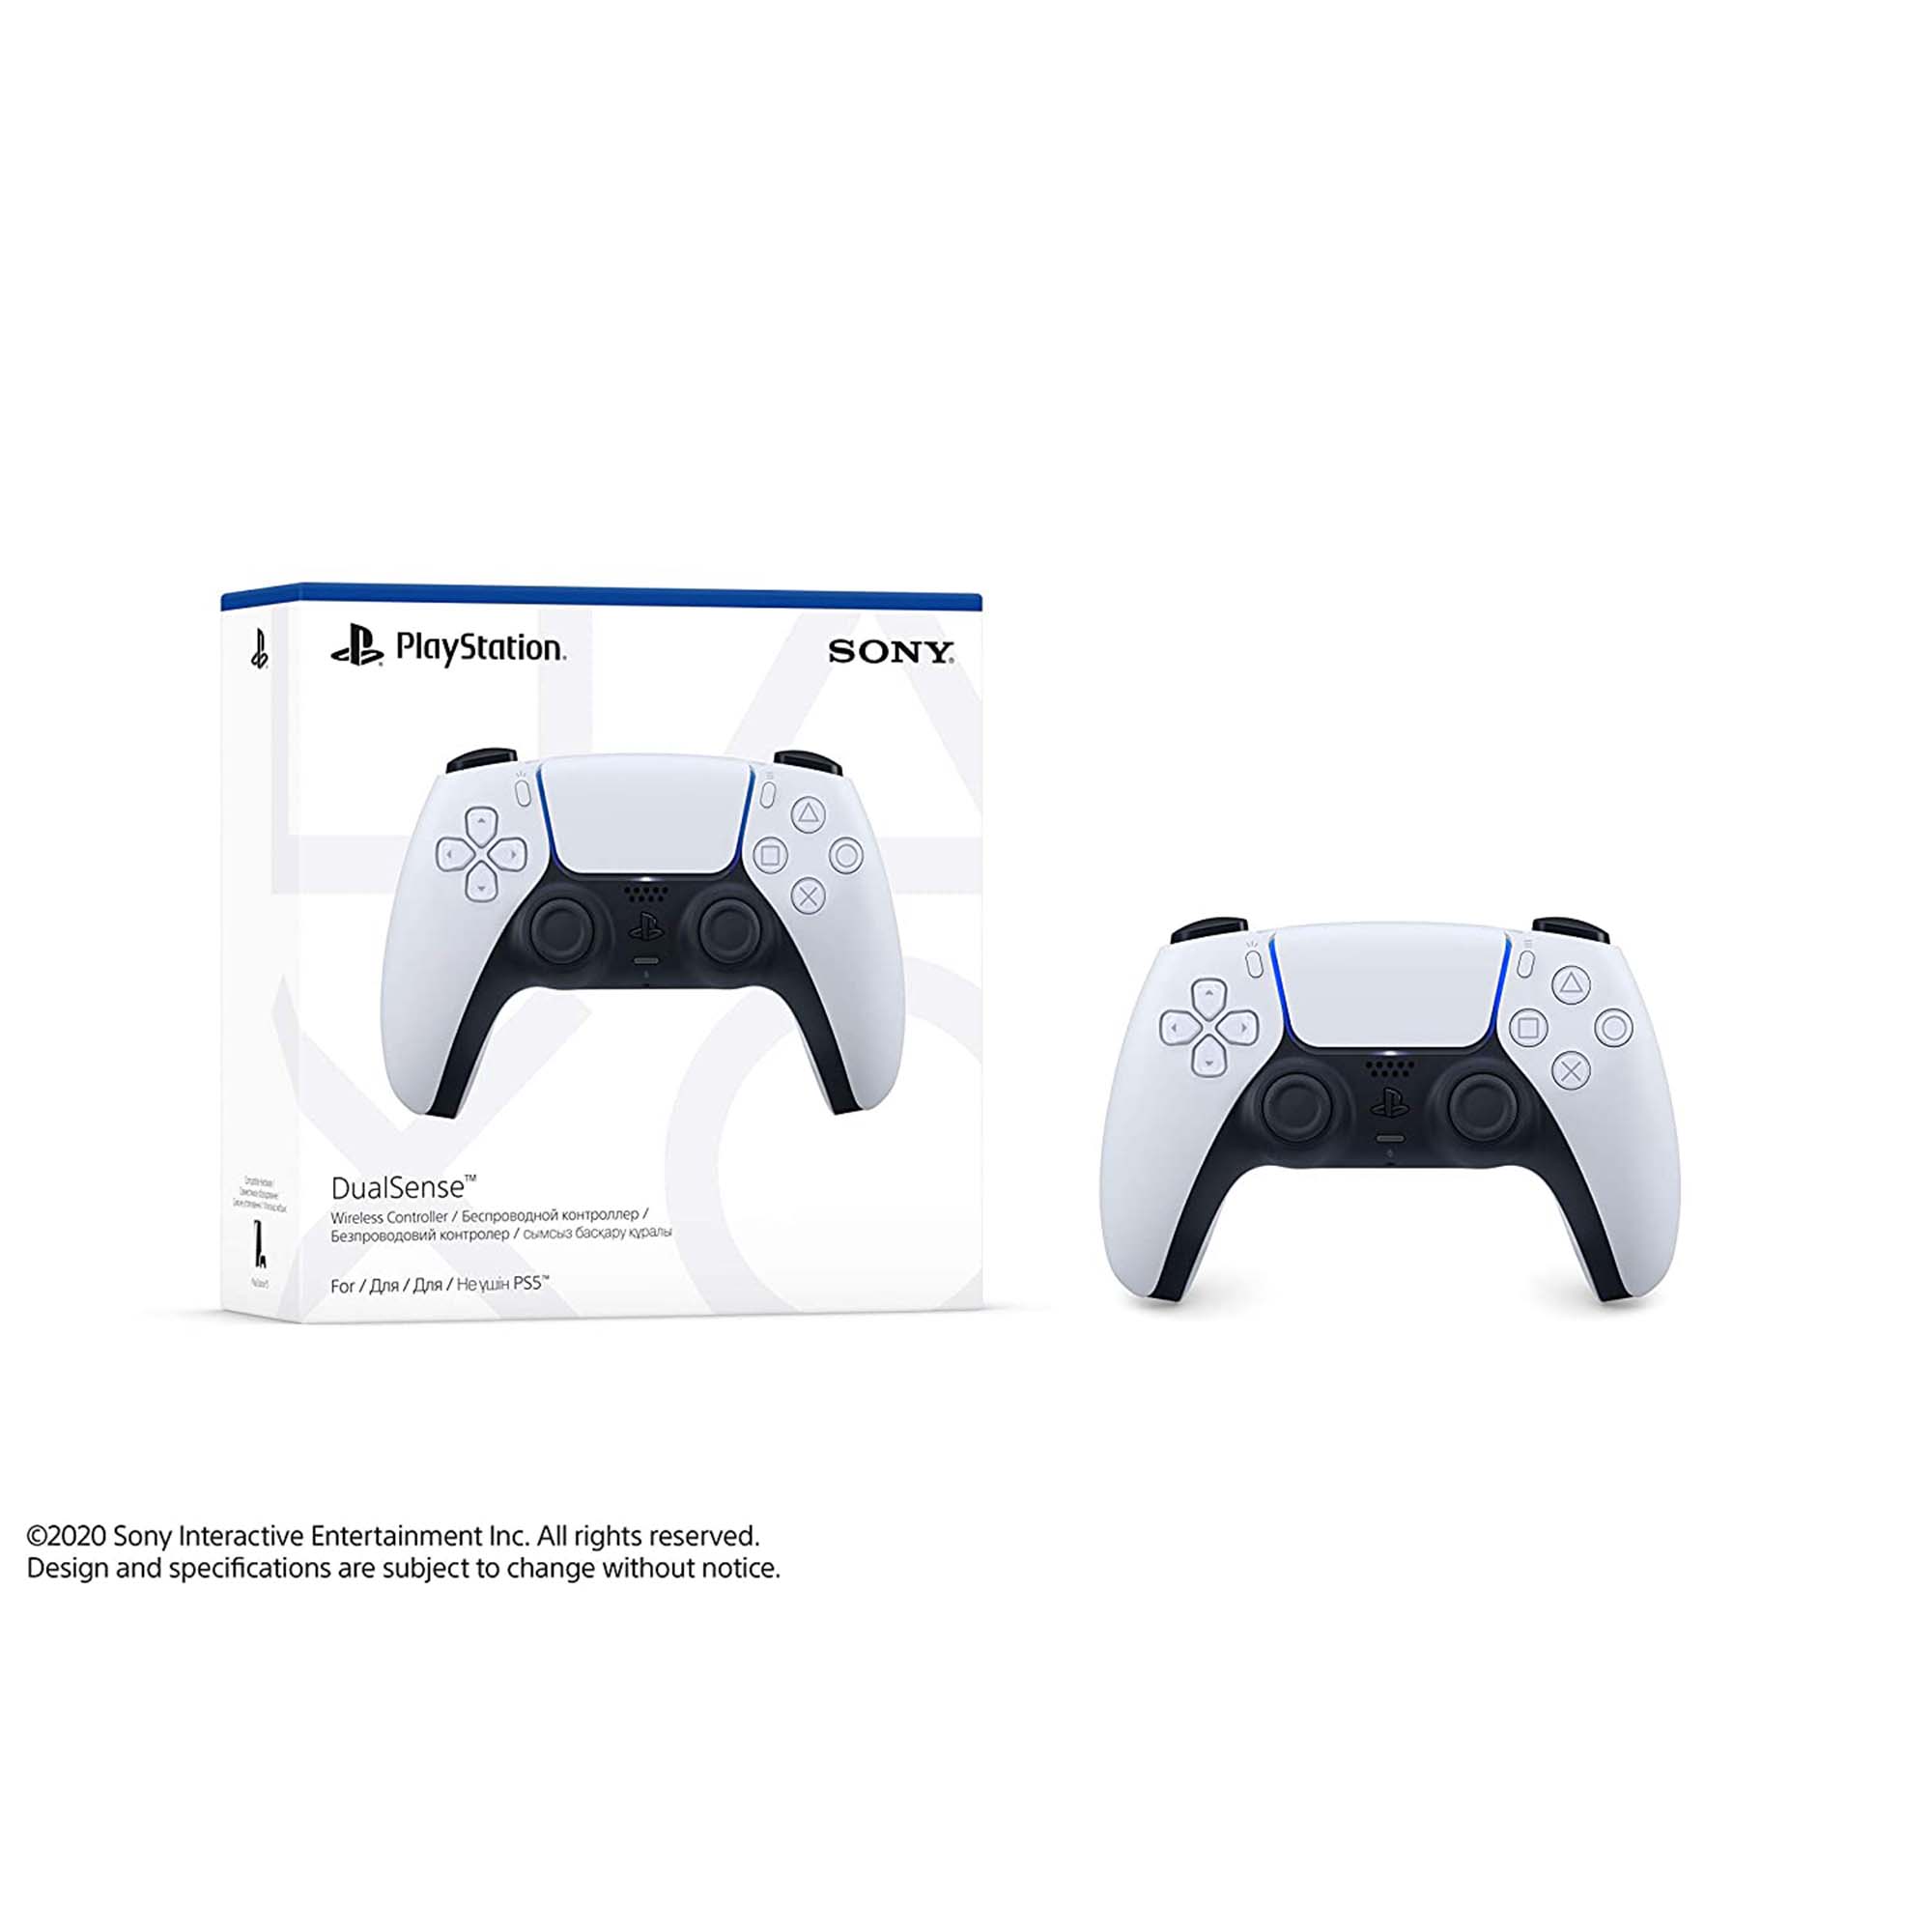 PlayStation®
SONY®
DualSense™
Wireless Controller / Беспроводной контроллер /
Безпроводовий контролер / сымсыз басқару құралы
For / Для / Для / Не үшін PS5™
©2020 Sony Interactive Entertainment Inc. All rights reserved.
Design and specifications are subject to change without notice.